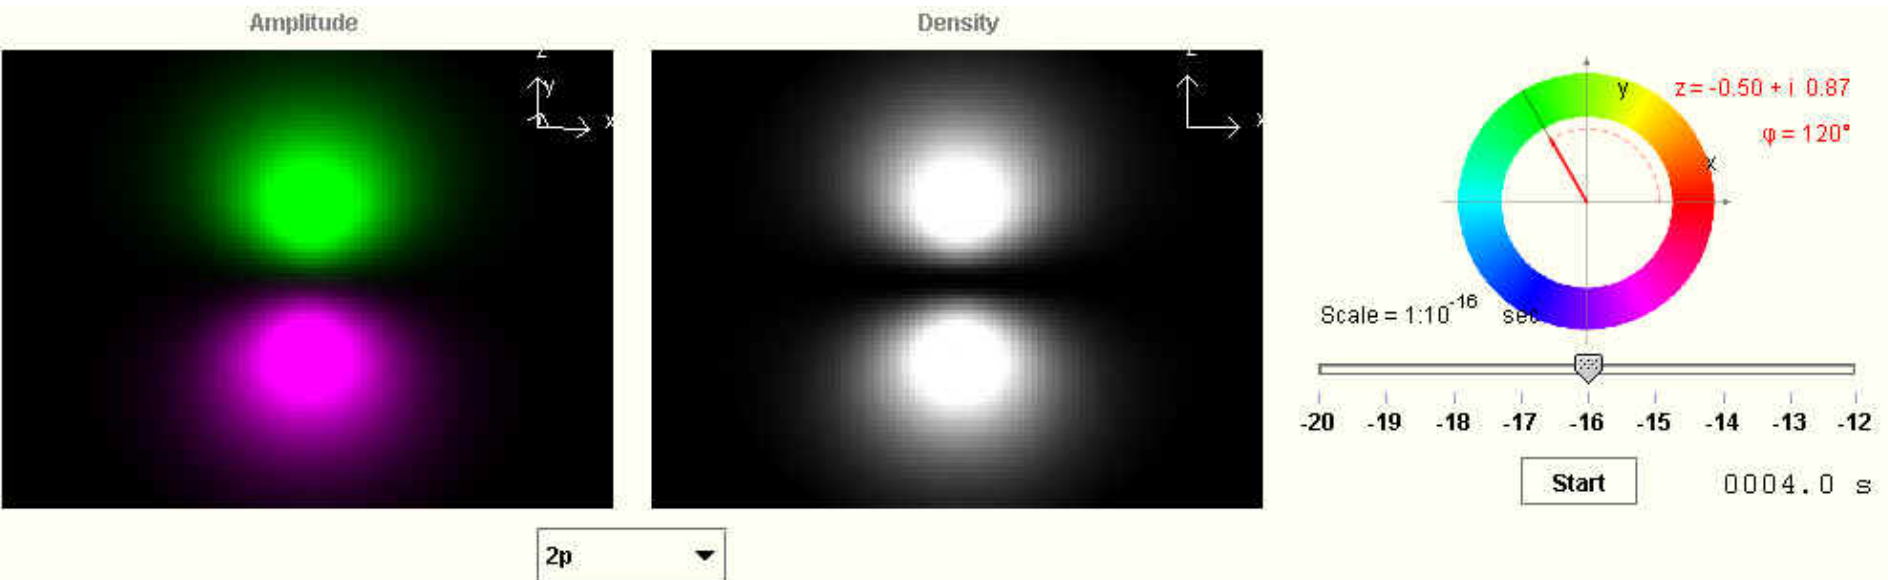 Amplitude
Density
z
y
x
z
x
y
x
z = -0.50 + i 0.87
φ = 120°
Scale = 1:10^-16 sec
-20 -19 -18 -17 -16 -15 -14 -13 -12
Start
0004.0 s
2p